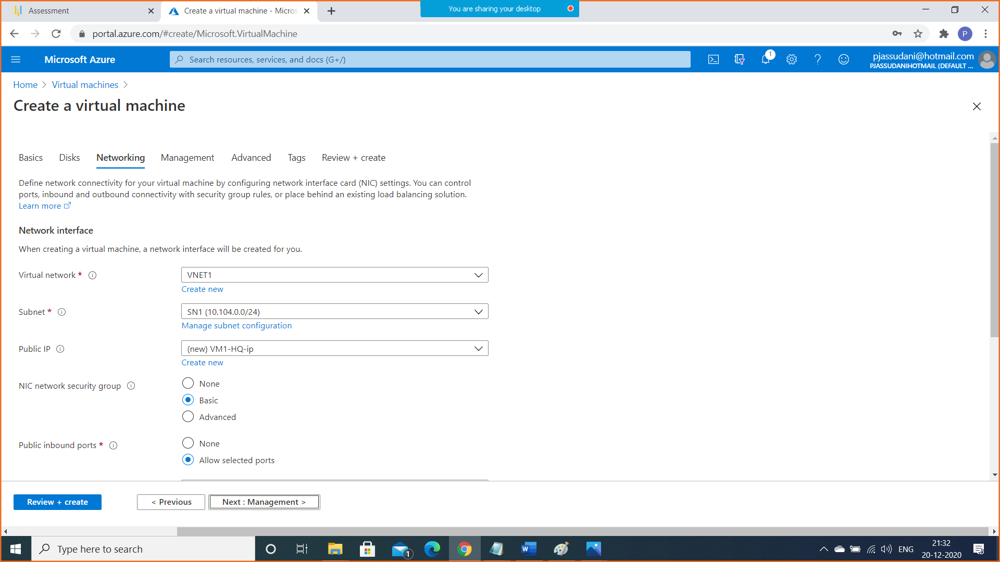 Assessment
Create a virtual machine - Micros
You are sharing your desktop
portal.azure.com/#create/Microsoft.VirtualMachine
P
Microsoft Azure
Search resources, services, and docs (G+/)
1
pjassudani@hotmail.com
PJASSUDANIHOTMAIL (DEFAULT ...
Home > Virtual machines >
Create a virtual machine
Basics Disks Networking Management Advanced Tags Review + create
Define network connectivity for your virtual machine by configuring network interface card (NIC) settings. You can control
ports, inbound and outbound connectivity with security group rules, or place behind an existing load balancing solution.
Learn more
Network interface
When creating a virtual machine, a network interface will be created for you.
Virtual network *
VNET1
Create new
Subnet *
SN1 (10.104.0.0/24)
Manage subnet configuration
Public IP
(new) VM1-HQ-ip
Create new
NIC network security group
None
Basic
Advanced
Public inbound ports *
None
Allow selected ports
Review + create
< Previous
Next : Management >
Type here to search
1
ENG
21:32
20-12-2020